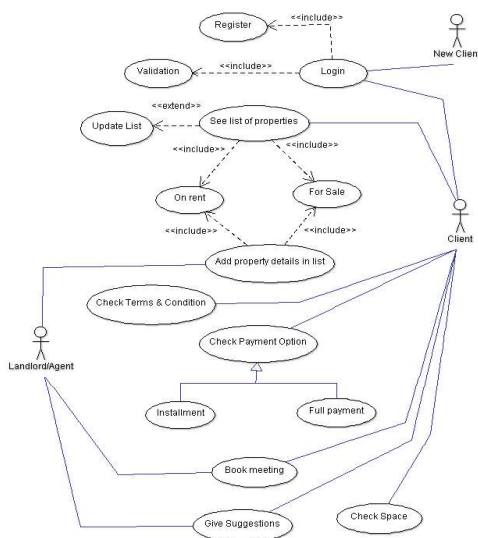 <<include>>
Register
New Client
<<include>>
Validation
Login
<<extend>>
Update List
See list of properties
<<include>>
<<include>>
On rent
For Sale
Client
<<include>>
<<include>>
Add property details in list
Check Terms & Condition
Landlord/Agent
Check Payment Option
Installment
Full payment
Book meeting
Give Suggestions
Check Space